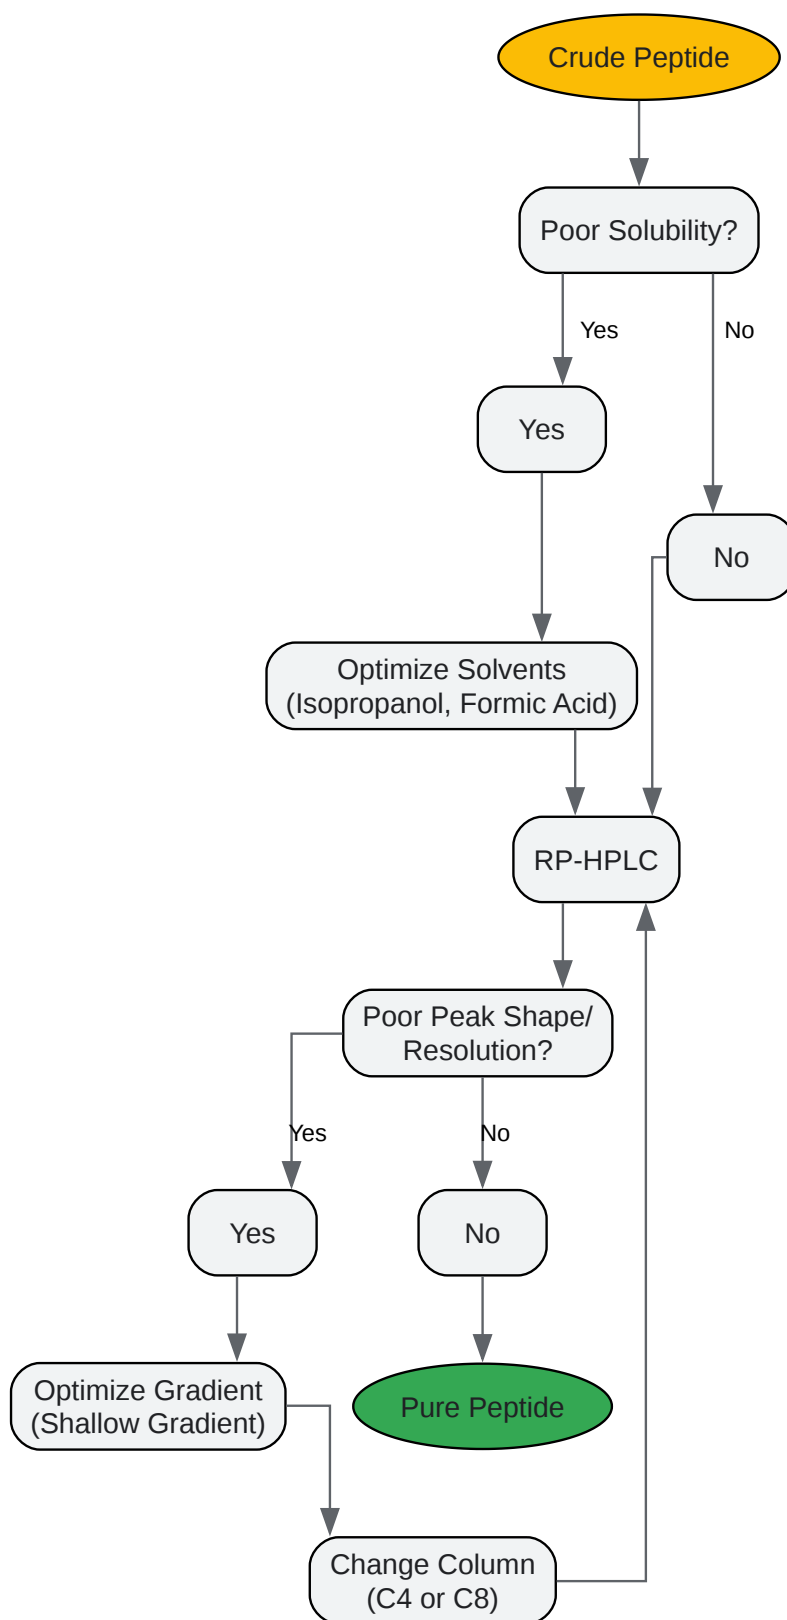 Crude Peptide
Poor Solubility?
Yes
No
Yes
No
Optimize Solvents
(Isopropanol, Formic Acid)
RP-HPLC
Poor Peak Shape/
Resolution?
Yes
No
Yes
No
Optimize Gradient
(Shallow Gradient)
Pure Peptide
Change Column
(C4 or C8)